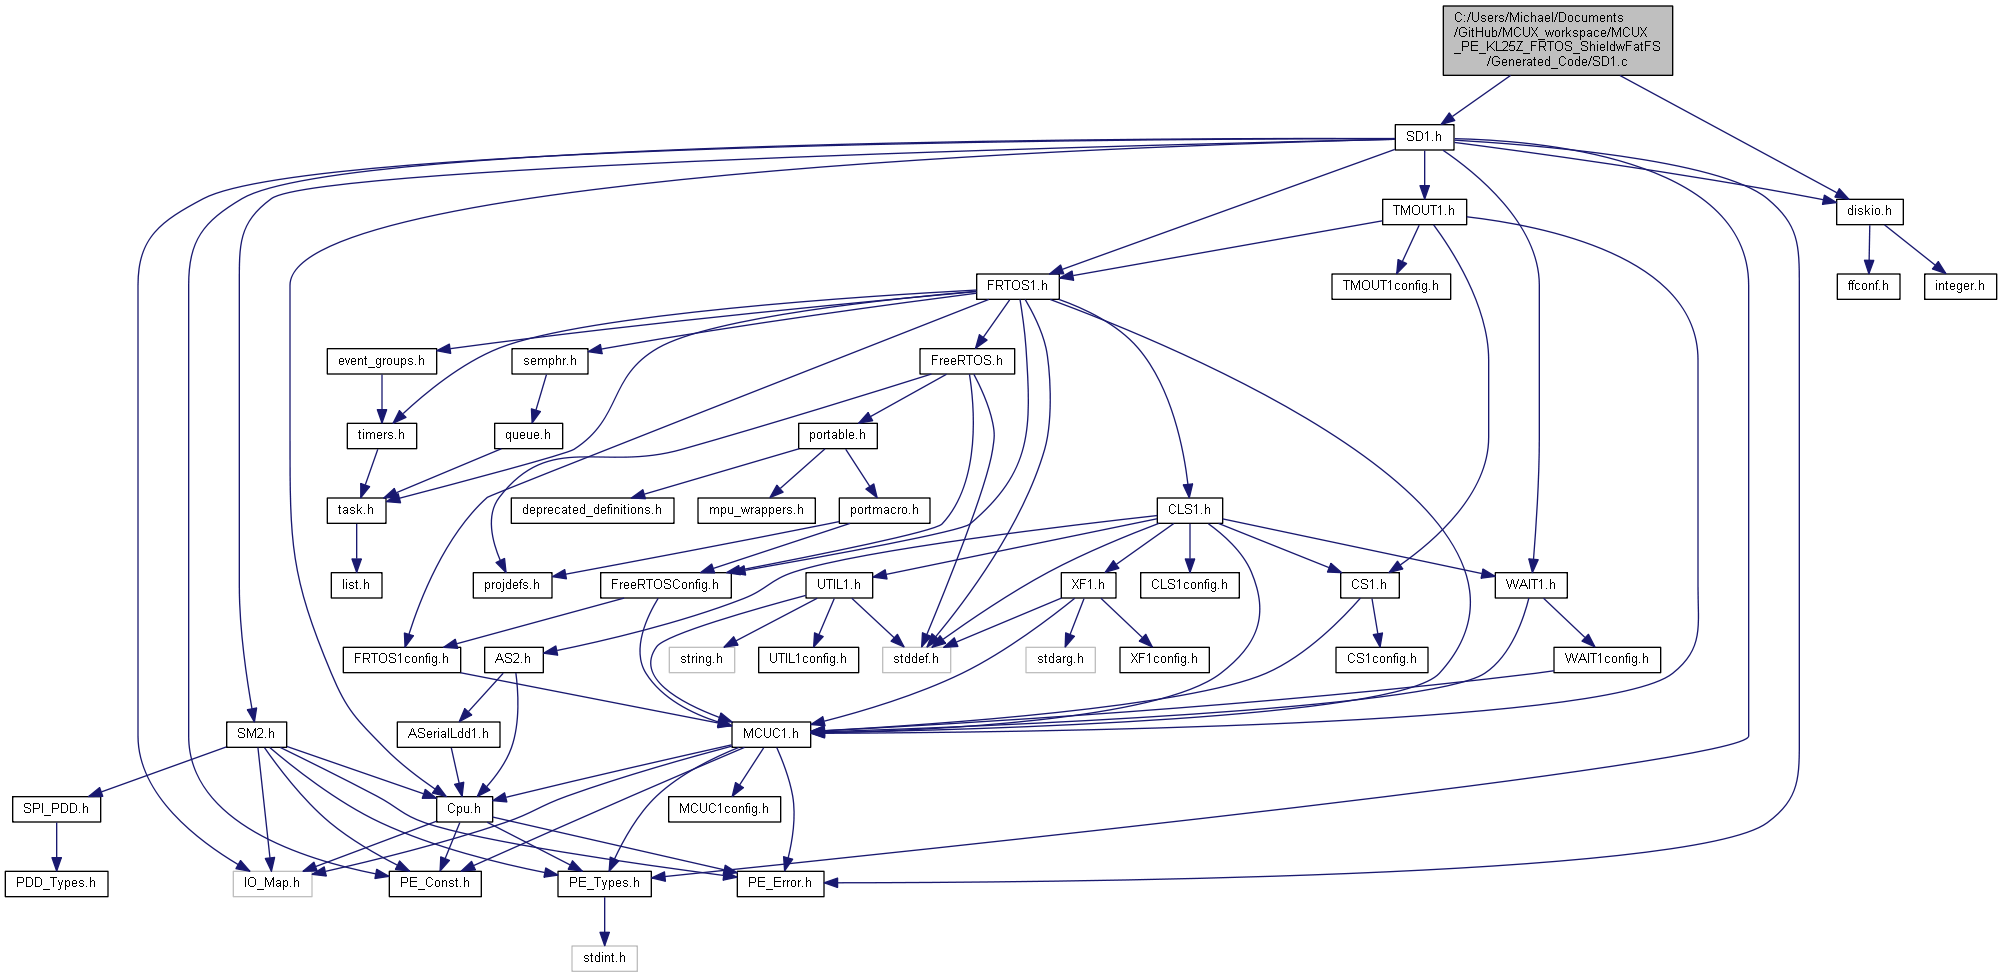 C:/Users/Michael/Documents
/GitHub/MCUX_workspace/MCUX
_PE_KL25Z_FRTOS_ShieldwFatFS
/Generated_Code/SD1.c
SD1.h
TMOUT1.h
diskio.h
FRTOS1.h
TMOUT1config.h
ffconf.h
integer.h
event_groups.h
semphr.h
FreeRTOS.h
timers.h
queue.h
portable.h
task.h
deprecated_definitions.h
mpu_wrappers.h
portmacro.h
CLS1.h
list.h
projdefs.h
FreeRTOSConfig.h
UTIL1.h
XF1.h
CLS1config.h
CS1.h
WAIT1.h
FRTOS1config.h
AS2.h
string.h
UTIL1config.h
stddef.h
stdarg.h
XF1config.h
CS1config.h
WAIT1config.h
SM2.h
ASerialLdd1.h
MCUC1.h
SPI_PDD.h
Cpu.h
MCUC1config.h
PDD_Types.h
IO_Map.h
PE_Const.h
PE_Types.h
PE_Error.h
stdint.h